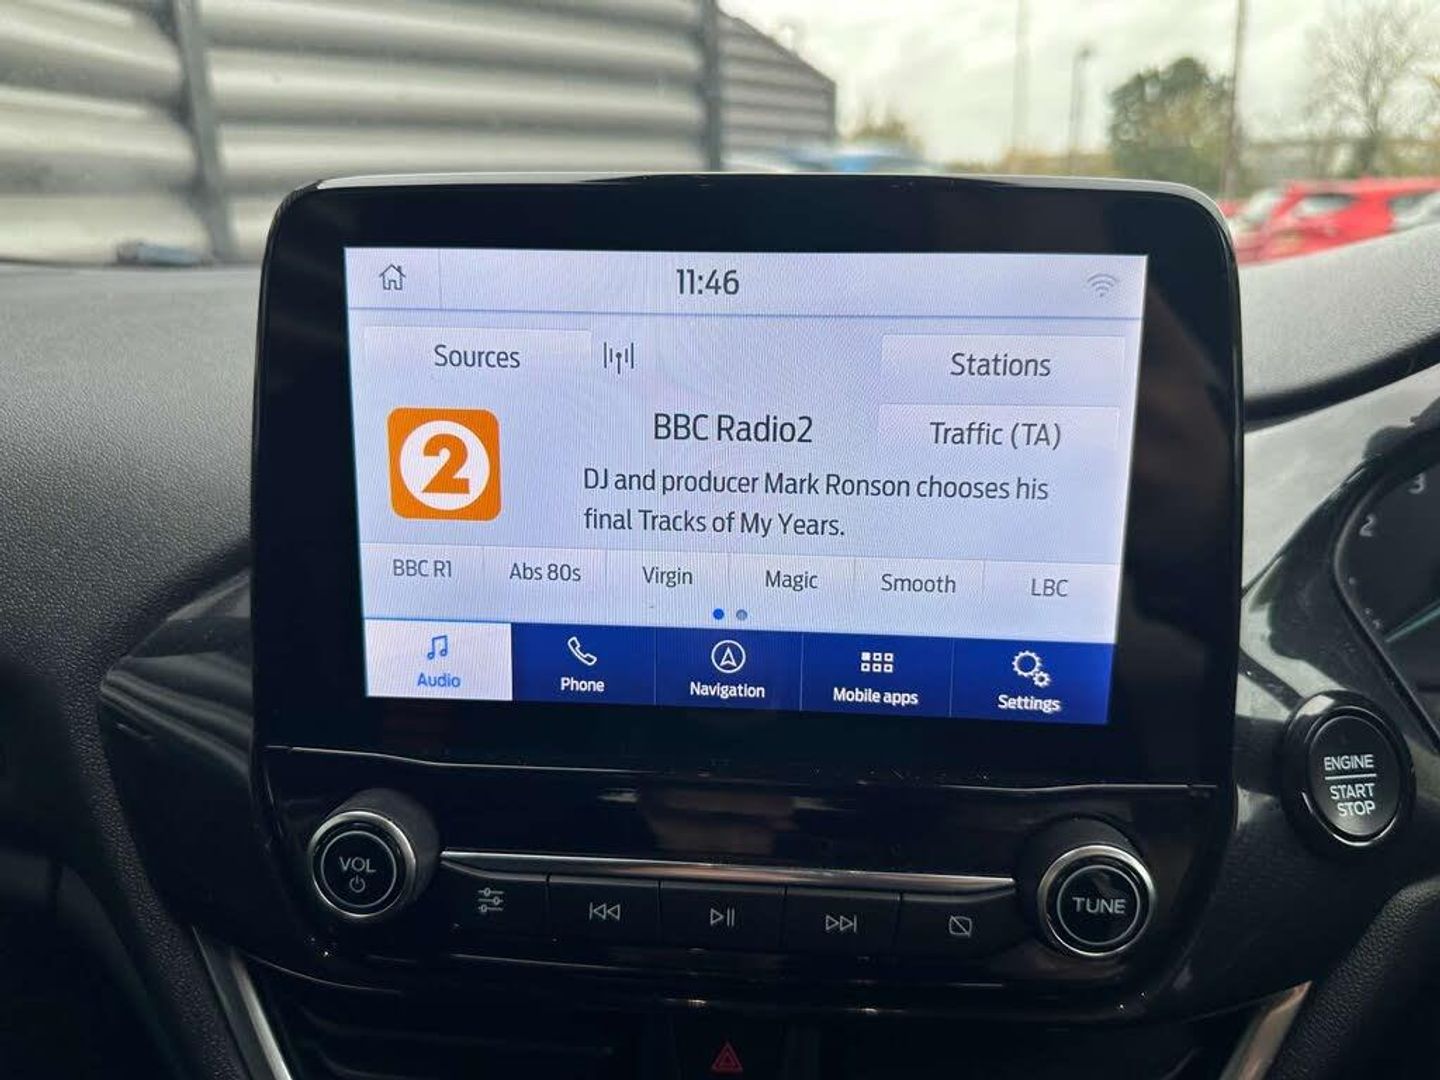 11:46
Sources
Stations
BBC Radio2
Traffic (TA)
2
DJ and producer Mark Ronson chooses his
final Tracks of My Years.
BBC R1 Abs 80s Virgin Magic Smooth LBC
Audio Phone Navigation Mobile apps Settings
VOL
TUNE
ENGINE
START
STOP
3
2